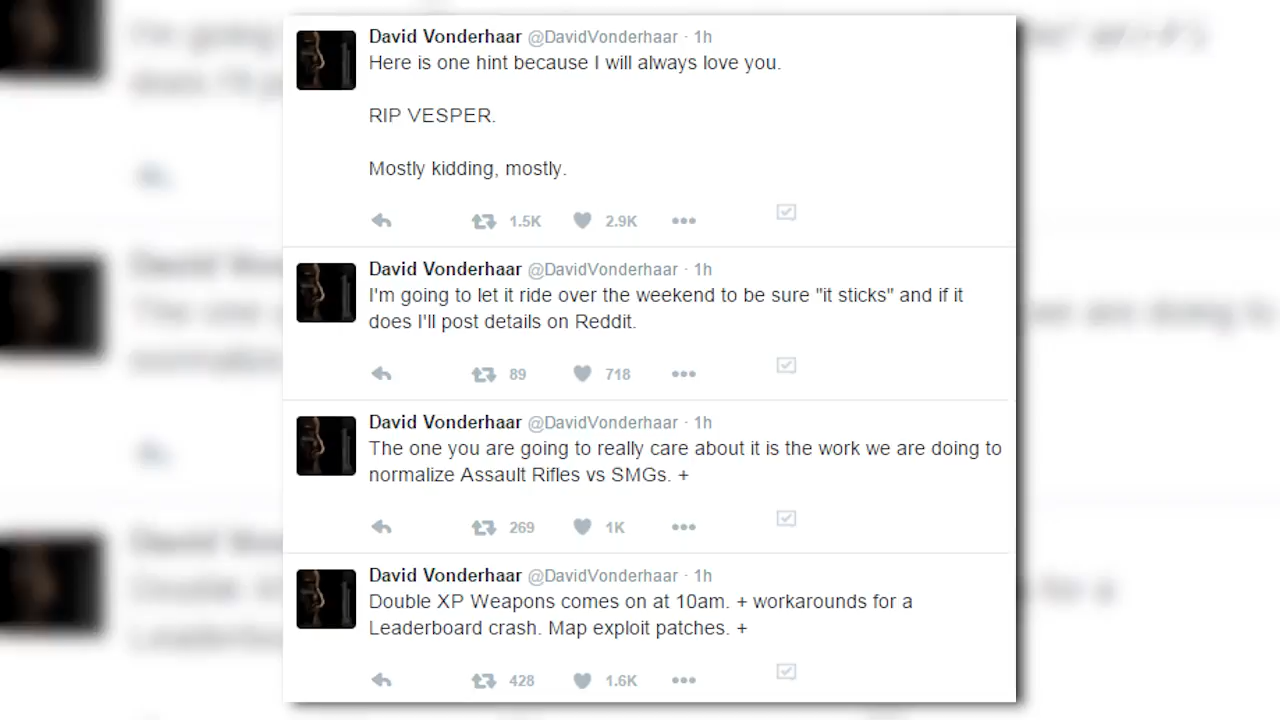 David Vonderhaar @DavidVonderhaar · 1h
Here is one hint because I will always love you.
RIP VESPER.
Mostly kidding, mostly.
1.5K 2.9K
David Vonderhaar @DavidVonderhaar · 1h
I'm going to let it ride over the weekend to be sure "it sticks" and if it
does I'll post details on Reddit.
89 718
David Vonderhaar @DavidVonderhaar · 1h
The one you are going to really care about it is the work we are doing to
normalize Assault Rifles vs SMGs. +
269 1K
David Vonderhaar @DavidVonderhaar · 1h
Double XP Weapons comes on at 10am. + workarounds for a
Leaderboard crash. Map exploit patches. +
428 1.6K